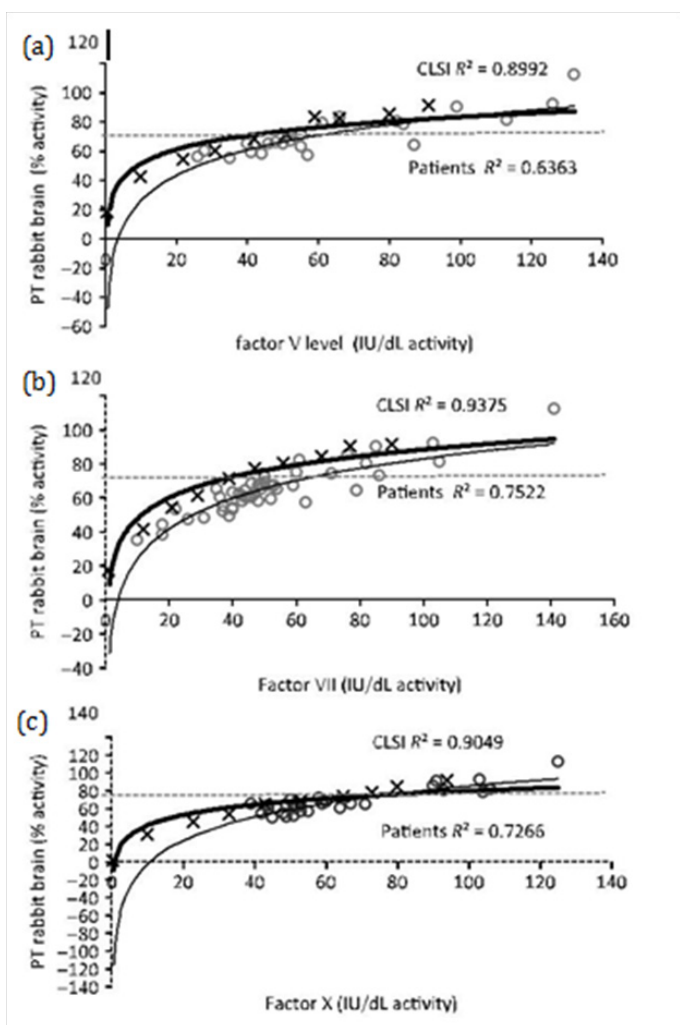 (a)
120
100
80
60
40
20
0
−20
−40
−60
PT rabbit brain (% activity)
CLSI R² = 0.8992
Patients R² = 0.6363
0 20 40 60 80 100 120 140
factor V level (IU/dL activity)
(b)
120
100
80
60
40
20
0
−20
−40
PT rabbit brain (% activity)
CLSI R² = 0.9375
Patients R² = 0.7522
0 20 40 60 80 100 120 140 160
Factor VII (IU/dL activity)
(c)
140
120
100
80
60
40
20
0
−20
−40
−60
−80
−100
−120
−140
PT rabbit brain (% activity)
CLSI R² = 0.9049
Patients R² = 0.7266
0 20 40 60 80 100 120 140
Factor X (IU/dL activity)